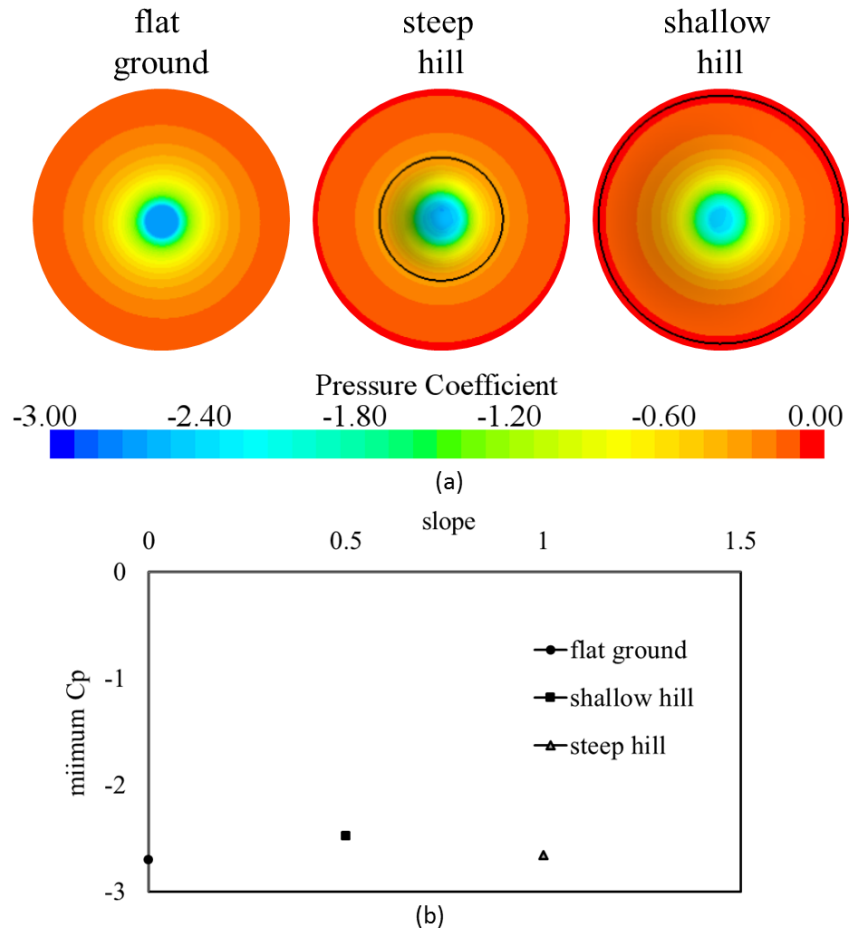 flat steep shallow
ground hill hill
Pressure Coefficient
-3.00 -2.40 -1.80 -1.20 -0.60 0.00
(a)
slope
0 0.5 1 1.5
0
-1
-2
-3
miimum Cp
flat ground
shallow hill
steep hill
(b)